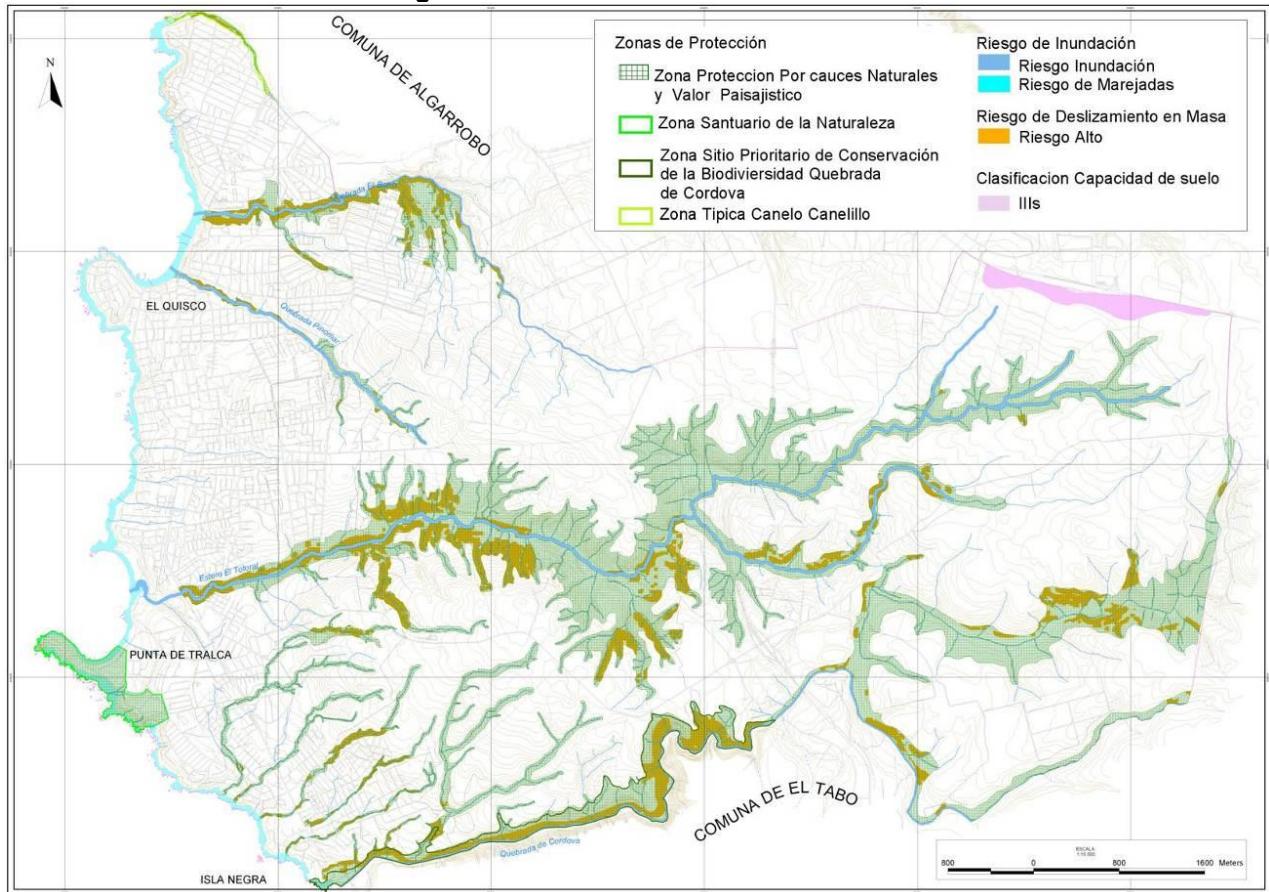 N
COMUNA DE ALGARROBO
Zonas de Protección
Zona Proteccion Por cauces Naturales
y Valor Paisajistico
Zona Santuario de la Naturaleza
Zona Sitio Prioritario de Conservación
de la Biodiversidad Quebrada
de Cordova
Zona Tipica Canelo Canelillo
Riesgo de Inundación
Riesgo Inundación
Riesgo de Marejadas
Riesgo de Deslizamiento en Masa
Riesgo Alto
Clasificacion Capacidad de suelo
IIIs
EL QUISCO
Quebrada Pinomar
Estero El Totoral
PUNTA DE TRALCA
COMUNA DE EL TABO
Quebrada de Cordova
ISLA NEGRA
ESCALA
800 0 800 1600 Meters